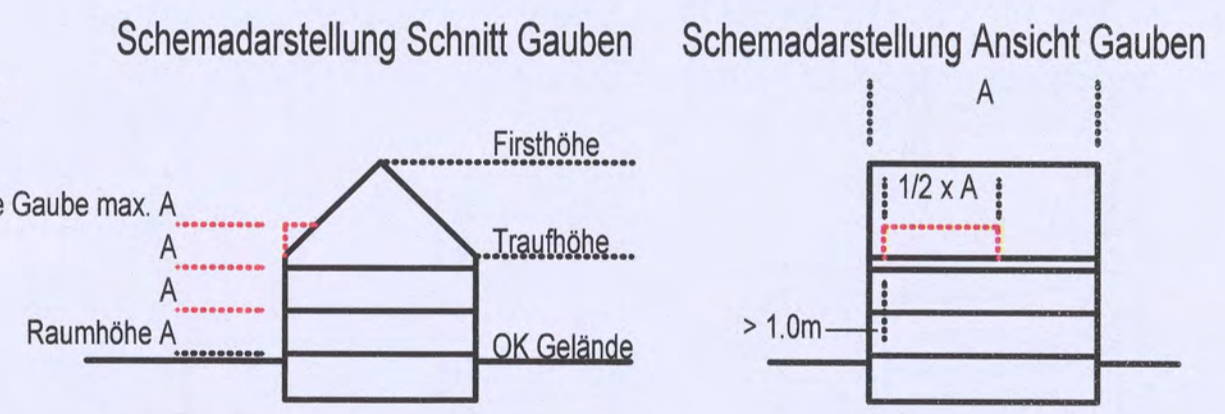 Schemadarstellung Schnitt Gauben
Firsthöhe
e Gaube max. A
A
Traufhöhe
A
Raumhöhe A
OK Gelände
Schemadarstellung Ansicht Gauben
A
1/2 x A
> 1.0m